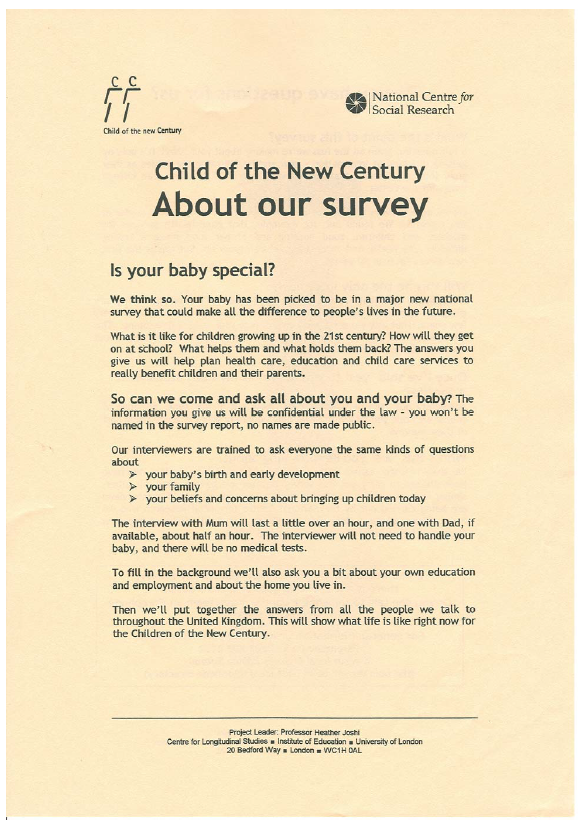 C C
Child of the new Century
National Centre for
Social Research
Child of the New Century
About our survey
Is your baby special?
We think so. Your baby has been picked to be in a major new national
survey that could make all the difference to people's lives in the future.
What is it like for children growing up in the 21st century? How will they get
on at school? What helps them and what holds them back? The answers you
give us will help plan health care, education and child care services to
really benefit children and their parents.
So can we come and ask all about you and your baby? The
information you give us will be confidential under the law - you won't be
named in the survey report, no names are made public.
Our interviewers are trained to ask everyone the same kinds of questions
about
➢ your baby's birth and early development
➢ your family
➢ your beliefs and concerns about bringing up children today
The interview with Mum will last a little over an hour, and one with Dad, if
available, about half an hour. The interviewer will not need to handle your
baby, and there will be no medical tests.
To fill in the background we'll also ask you a bit about your own education
and employment and about the home you live in.
Then we'll put together the answers from all the people we talk to
throughout the United Kingdom. This will show what life is like right now for
the Children of the New Century.
Project Leader: Professor Heather Joshi
Centre for Longitudinal Studies ■ Institute of Education ■ University of London
20 Bedford Way ■ London ■ WC1H 0AL